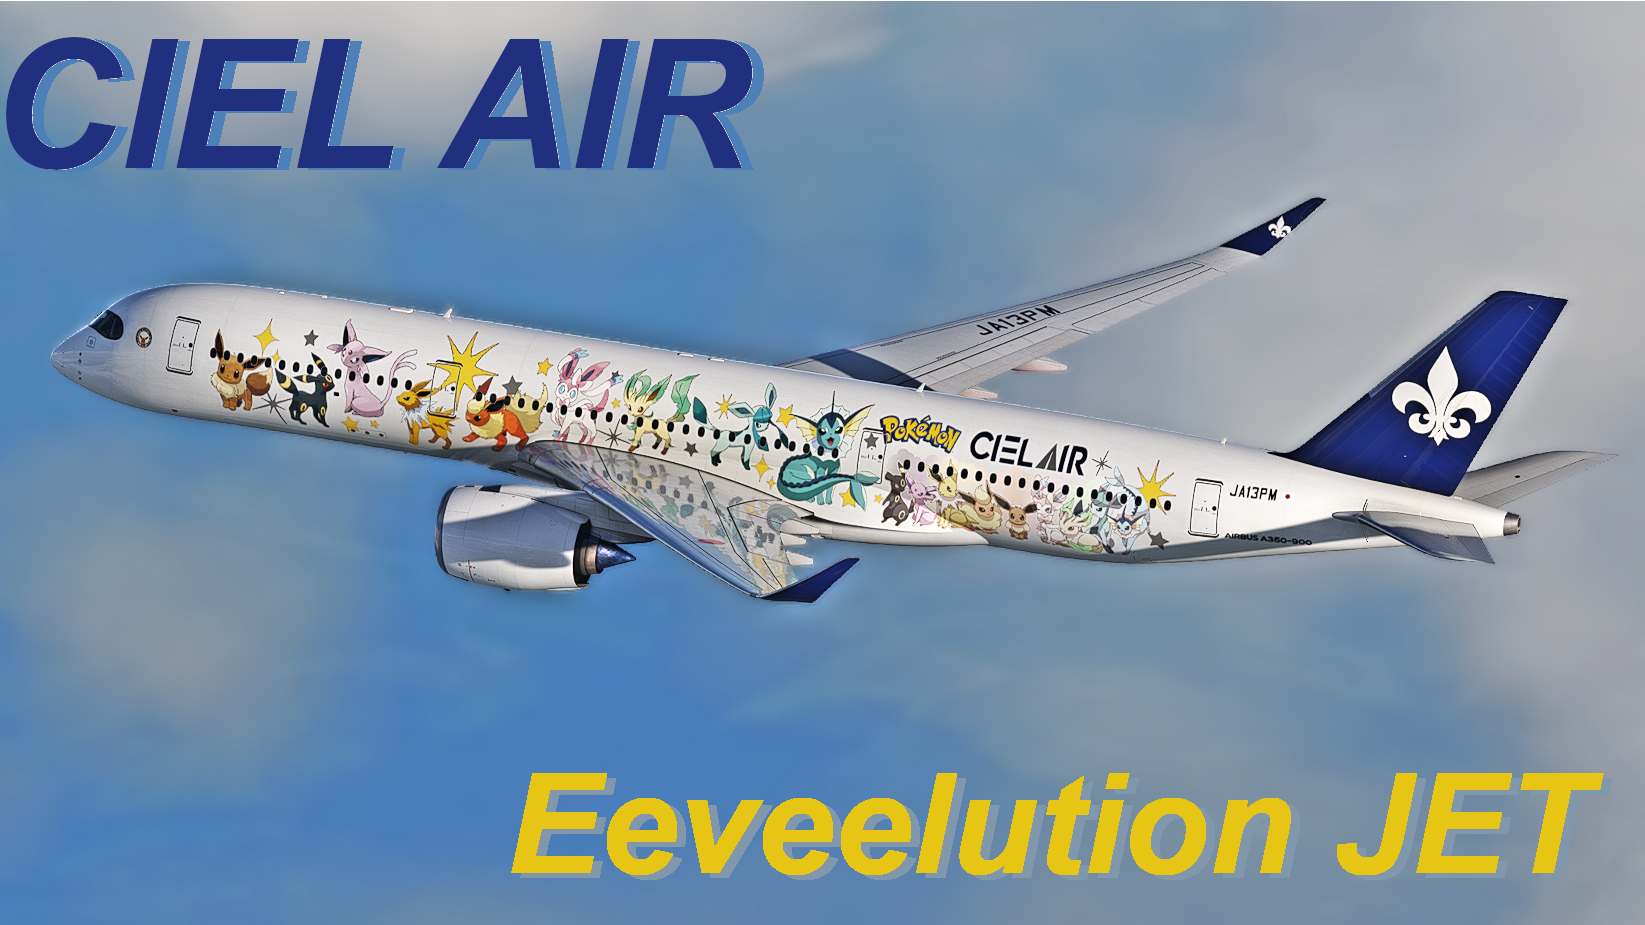 CIEL AIR
JA13PM
POKéMON
CIEL AIR
JA13PM
AIRBUS A350-900
Eeveelution JET